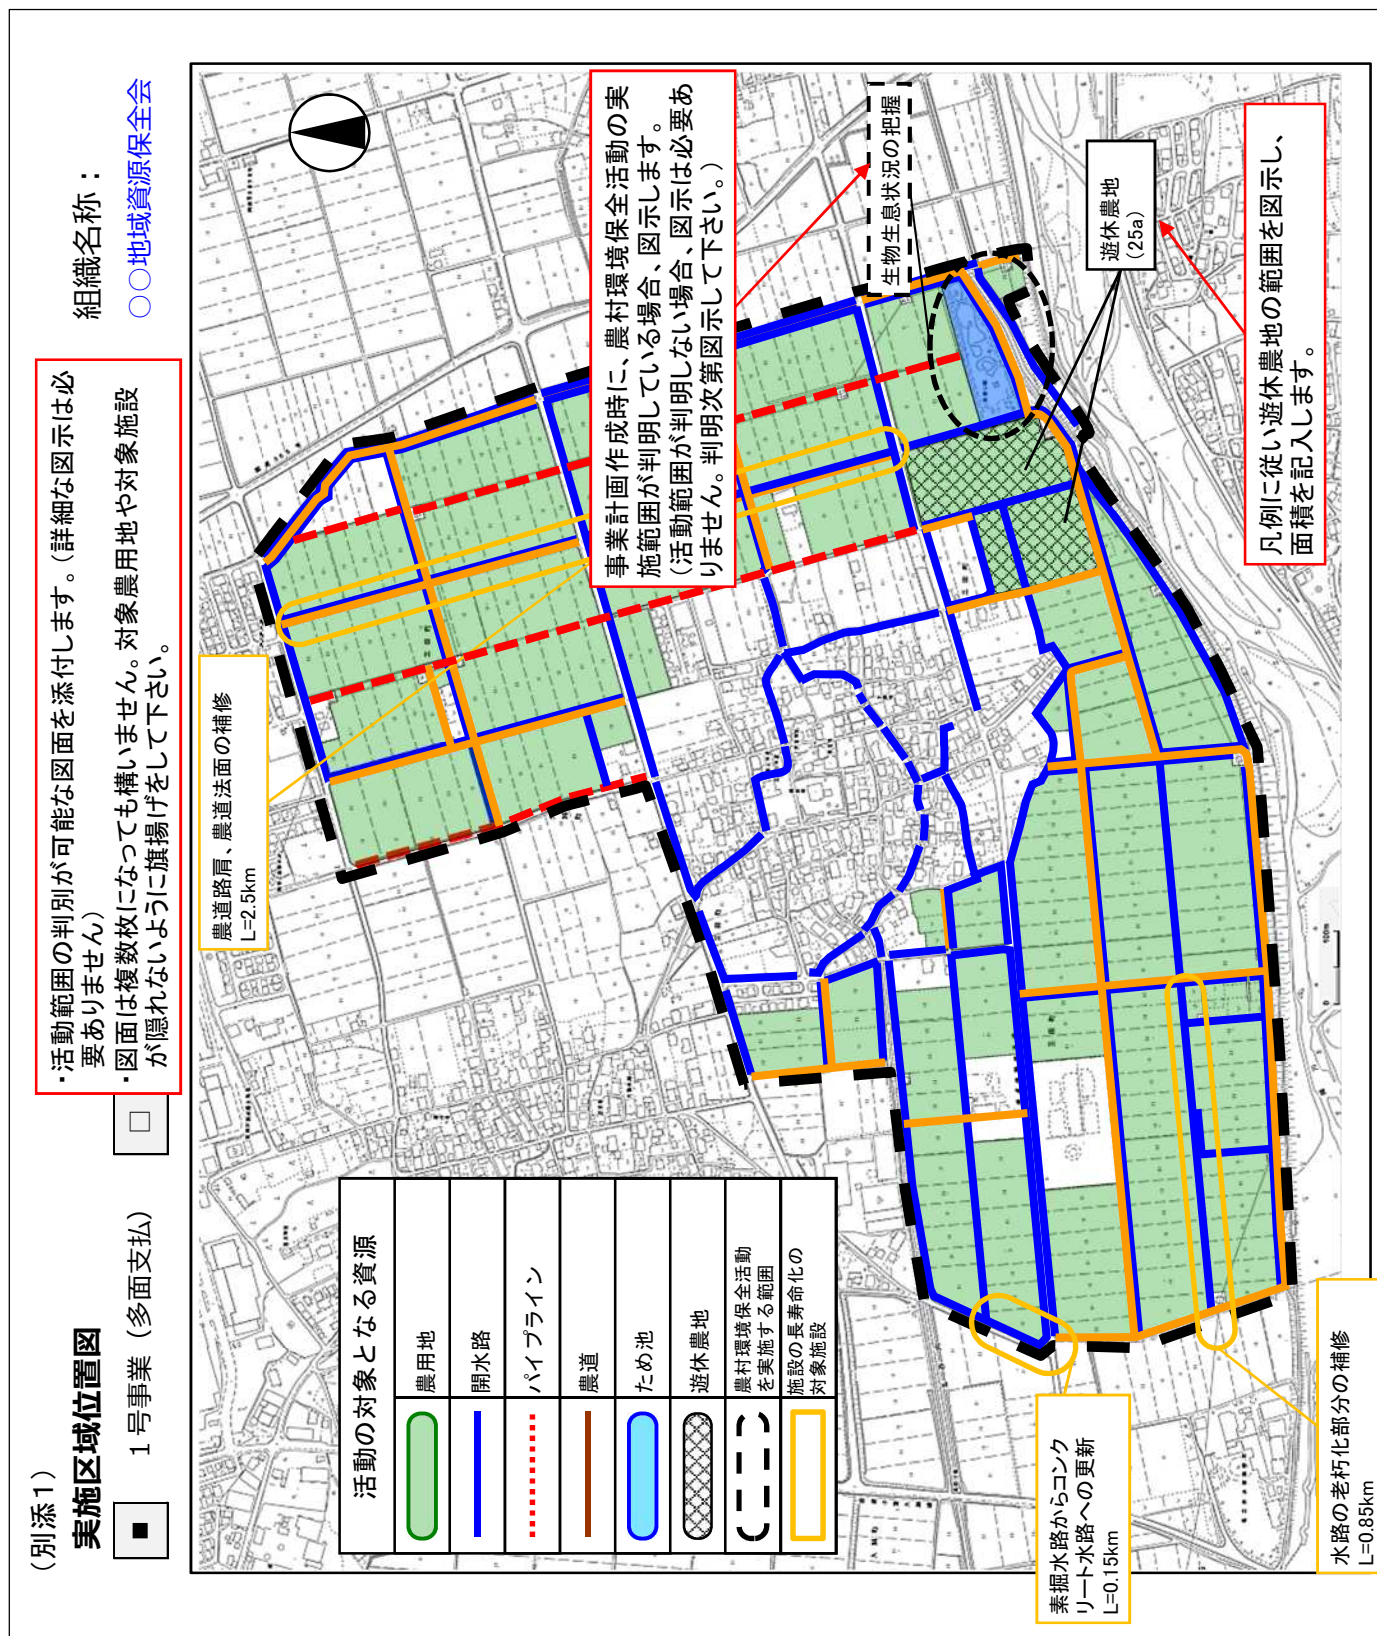 （別添１）
実施区域位置図
■ １号事業（多面支払）
□
組織名称：
○○地域資源保全会
・活動範囲の判別が可能な図面を添付します。（詳細な図示は必
要ありません）
・図面は複数枚になっても構いません。対象農用地や対象施設
が隠れないように旗揚げをして下さい。
農道路肩、農道法面の補修
L=2.5km
事業計画作成時に、農村環境保全活動の実
施範囲が判明している場合、図示します。
（活動範囲が判明しない場合、図示は必要あ
りません。判明次第図示して下さい。）
生物生息状況の把握
遊休農地
(25a)
凡例に従い遊休農地の範囲を図示し、
面積を記入します。
活動の対象となる資源
農用地
開水路
パイプライン
農道
ため池
遊休農地
農村環境保全活動
を実施する範囲
施設の長寿命化の
対象施設
素掘水路からコンク
リート水路への更新
L=0.15km
水路の老朽化部分の補修
L=0.85km
0 100m